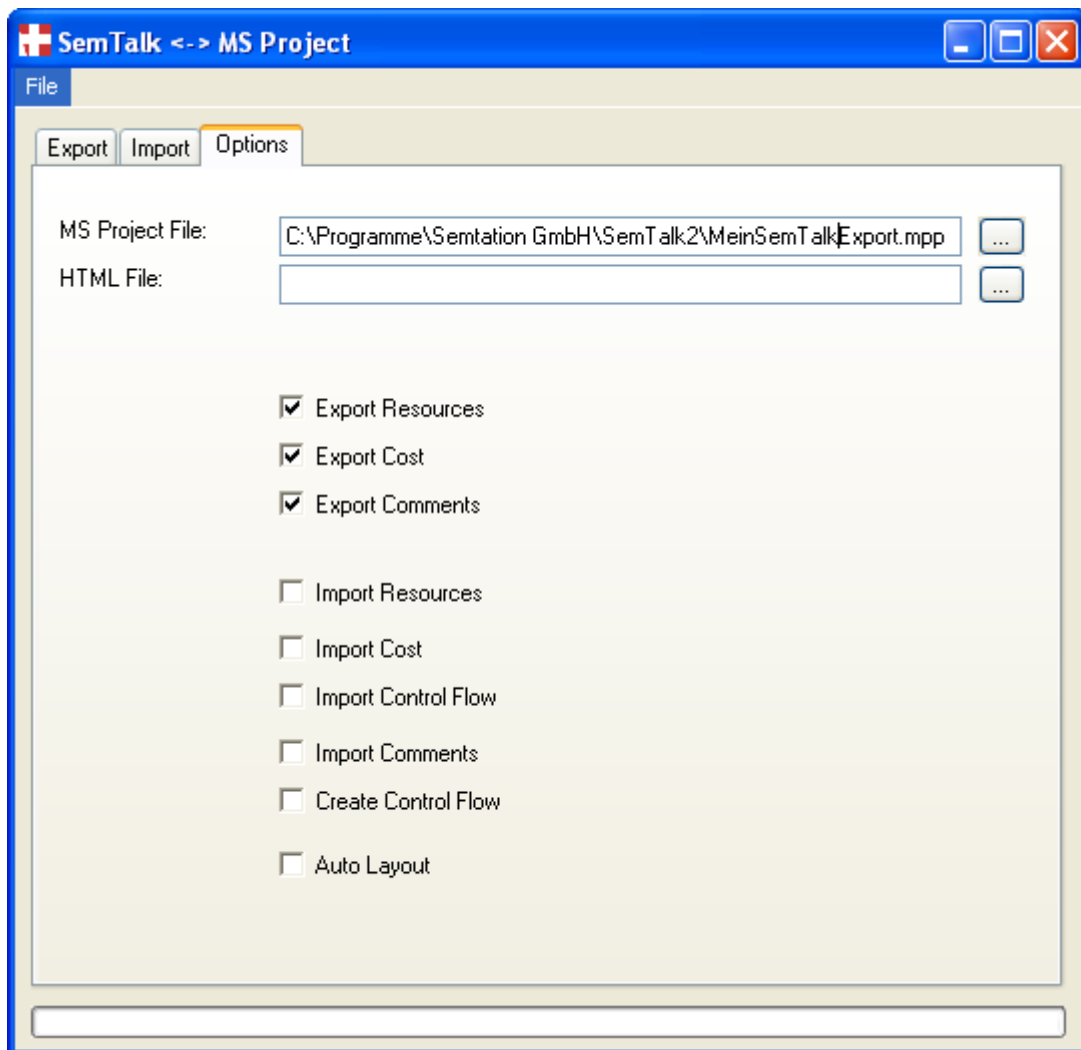 SemTalk <-> MS Project
File
Export Import Options
MS Project File: C:\Programme\Semtation GmbH\SemTalk2\MeinSemTalkExport.mpp ...
HTML File: ...
Export Resources
Export Cost
Export Comments
Import Resources
Import Cost
Import Control Flow
Import Comments
Create Control Flow
Auto Layout